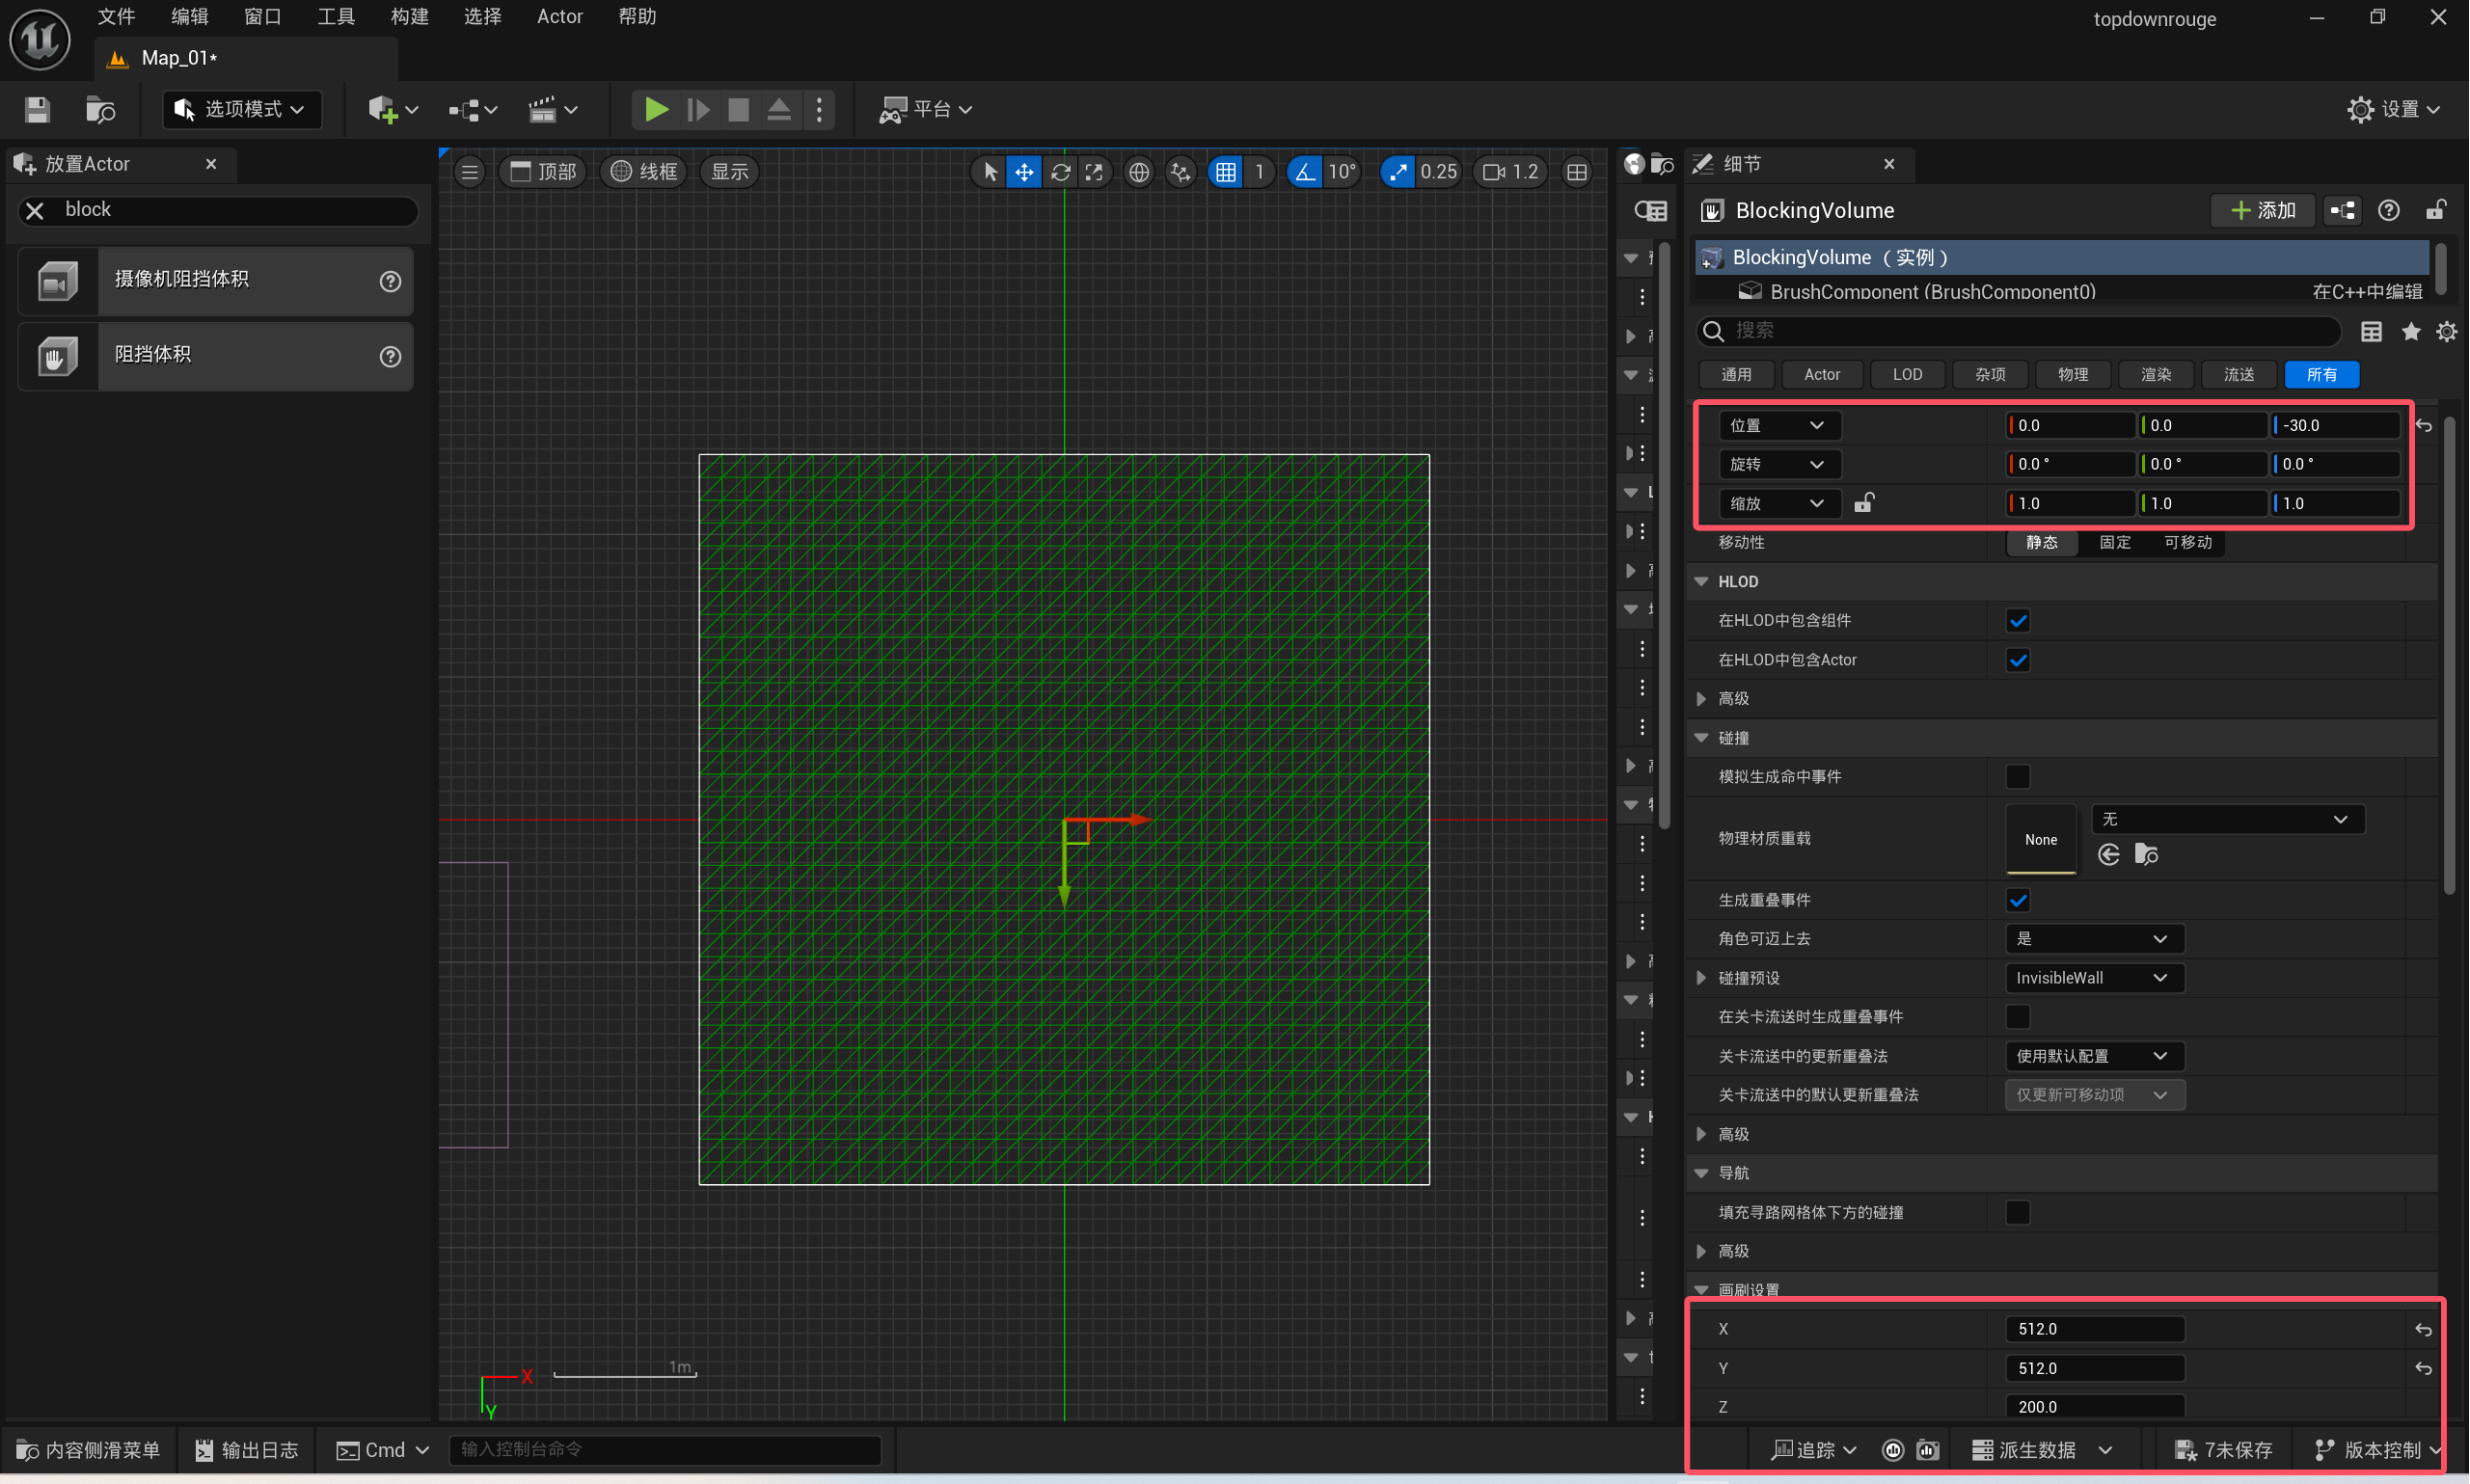 文件 编辑 窗口 工具 构建 选择 Actor 帮助
topdownrouge
Map_01*
选项模式
平台
设置
放置Actor
block
摄像机阻挡体积
阻挡体积
顶部 线框 显示
1 10° 0.25 1.2
X
Y
1m
细节
BlockingVolume
添加
BlockingVolume （实例）
BrushComponent (BrushComponent0) 在C++中编辑
搜索
通用 Actor LOD 杂项 物理 渲染 流送 所有
位置 0.0 0.0 -30.0
旋转 0.0 ° 0.0 ° 0.0 °
缩放 1.0 1.0 1.0
移动性 静态 固定 可移动
HLOD
在HLOD中包含组件
在HLOD中包含Actor
高级
碰撞
模拟生成命中事件
物理材质重载 None 无
生成重叠事件
角色可迈上去 是
碰撞预设 InvisibleWall
在关卡流送时生成重叠事件
关卡流送中的更新重叠法 使用默认配置
关卡流送中的默认更新重叠法 仅更新可移动项
高级
导航
填充寻路网格体下方的碰撞
高级
画刷设置
X 512.0
Y 512.0
Z 200.0
内容侧滑菜单 输出日志 Cmd 输入控制台命令 追踪 派生数据 7未保存 版本控制